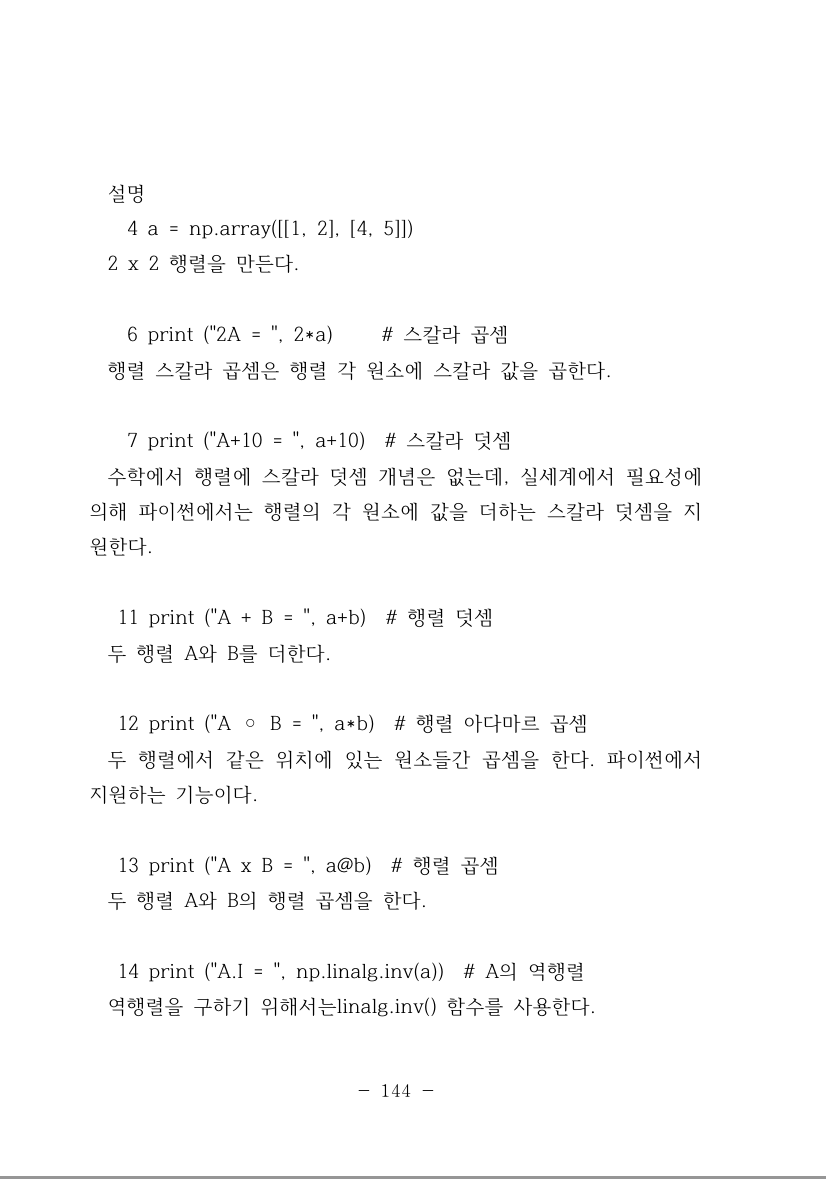 설명
4 a = np.array([[1, 2], [4, 5]])
2 x 2 행렬을 만든다.
6 print ("2A = ", 2*a) # 스칼라 곱셈
행렬 스칼라 곱셈은 행렬 각 원소에 스칼라 값을 곱한다.
7 print ("A+10 = ", a+10) # 스칼라 덧셈
수학에서 행렬에 스칼라 덧셈 개념은 없는데, 실세계에서 필요성에
의해 파이썬에서는 행렬의 각 원소에 값을 더하는 스칼라 덧셈을 지
원한다.
11 print ("A + B = ", a+b) # 행렬 덧셈
두 행렬 A와 B를 더한다.
12 print ("A ○ B = ", a*b) # 행렬 아다마르 곱셈
두 행렬에서 같은 위치에 있는 원소들간 곱셈을 한다. 파이썬에서
지원하는 기능이다.
13 print ("A x B = ", a@b) # 행렬 곱셈
두 행렬 A와 B의 행렬 곱셈을 한다.
14 print ("A.I = ", np.linalg.inv(a)) # A의 역행렬
역행렬을 구하기 위해서는linalg.inv() 함수를 사용한다.
- 144 -